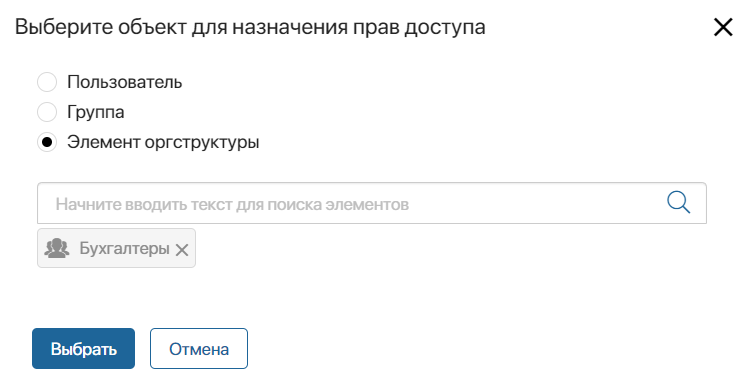 Выберите объект для назначения прав доступа
Пользователь
Группа
Элемент оргструктуры
Начните вводить текст для поиска элементов
Бухгалтеры
Выбрать
Отмена